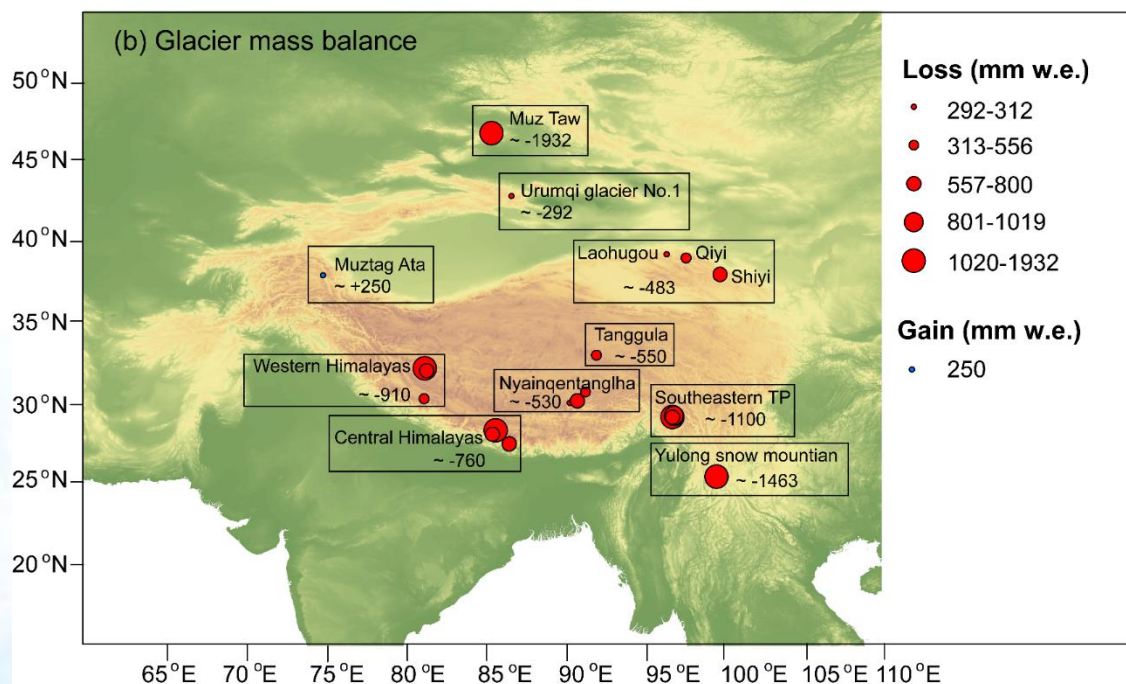 (b) Glacier mass balance
50°N
45°N
40°N
35°N
30°N
25°N
20°N
Muz Taw
~ -1932
Urumqi glacier No.1
~ -292
Muztag Ata
~ +250
Laohugou
Qiyi
Shiyi
~ -483
Tanggula
~ -550
Western Himalayas
~ -910
Nyainqentanglha
~ -530
Southeastern TP
~ -1100
Central Himalayas
~ -760
Yulong snow mountian
~ -1463
65°E 70°E 75°E 80°E 85°E 90°E 95°E 100°E 105°E 110°E
Loss (mm w.e.)
292-312
313-556
557-800
801-1019
1020-1932
Gain (mm w.e.)
250